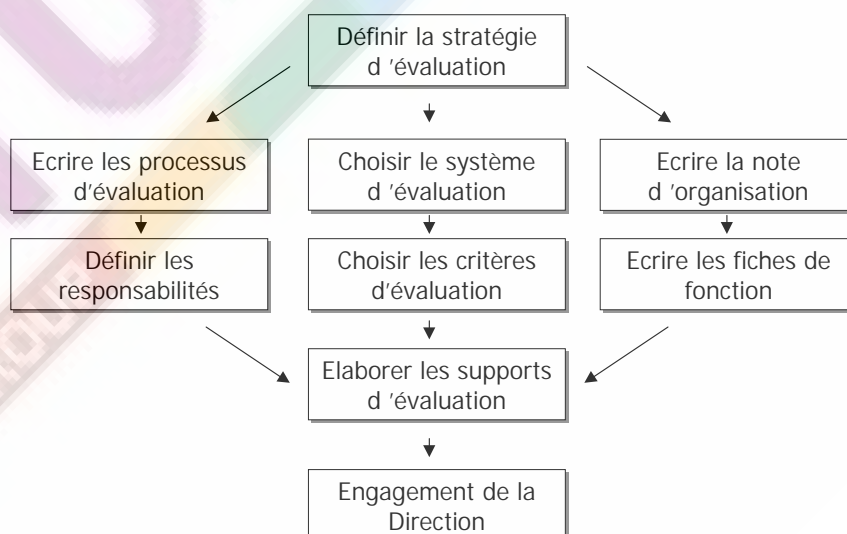 Définir la stratégie
d ’évaluation
Ecrire les processus
d'évaluation
Choisir le système
d ’évaluation
Ecrire la note
d ’organisation
Définir les
responsabilités
Choisir les critères
d'évaluation
Ecrire les fiches de
fonction
Elaborer les supports
d ’évaluation
Engagement de la
Direction